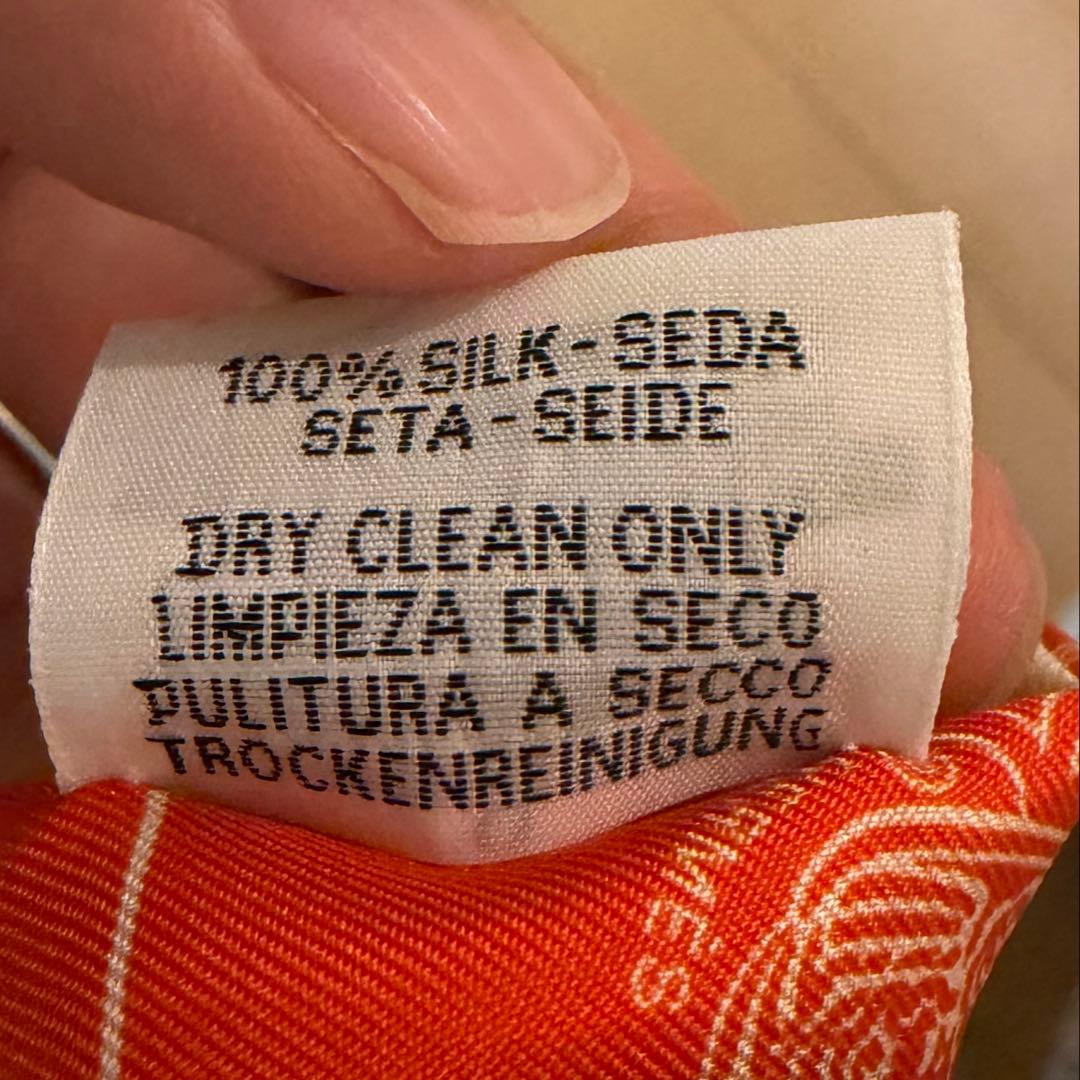 100% SILK - SEDA
SETA - SEIDE
DRY CLEAN ONLY
LIMPIEZA EN SECO
PULITURA A SECCO
TROCKENREINIGUNG